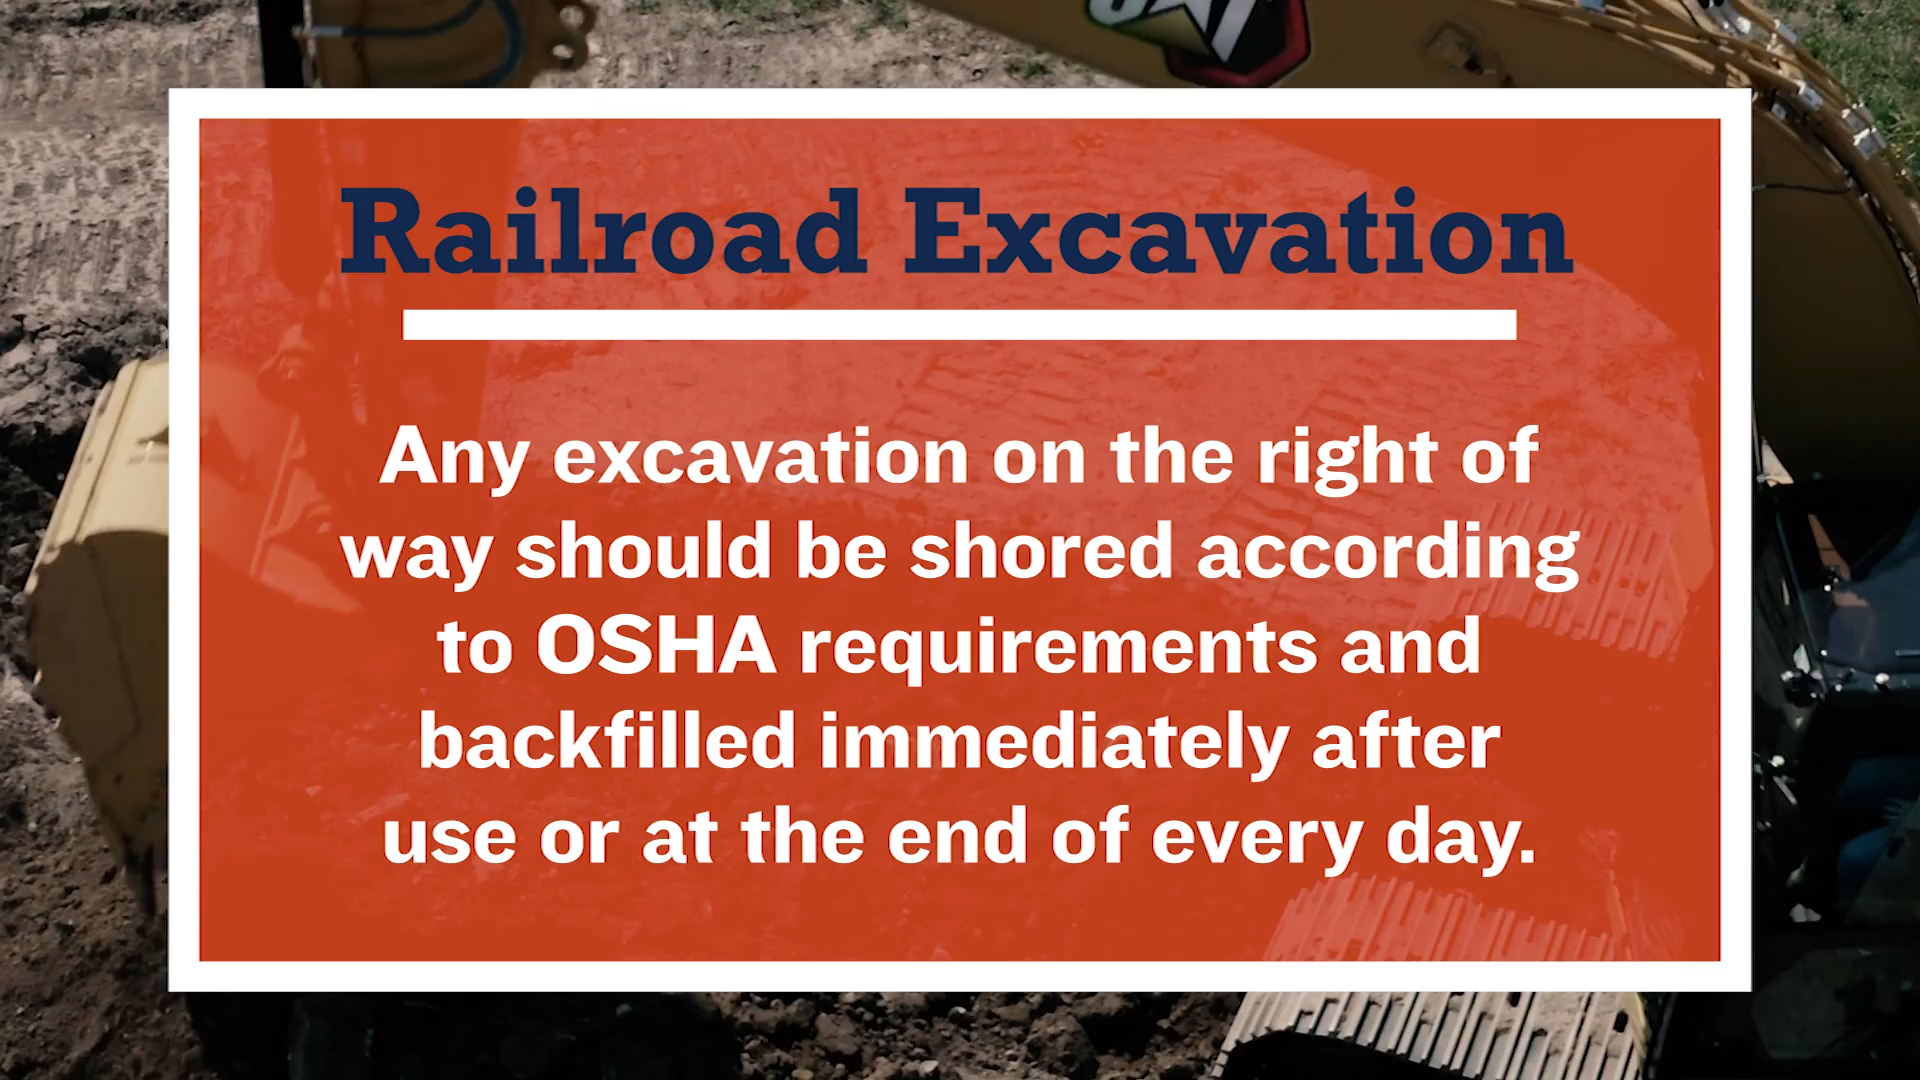 Railroad Excavation
Any excavation on the right of
way should be shored according
to OSHA requirements and
backfilled immediately after
use or at the end of every day.